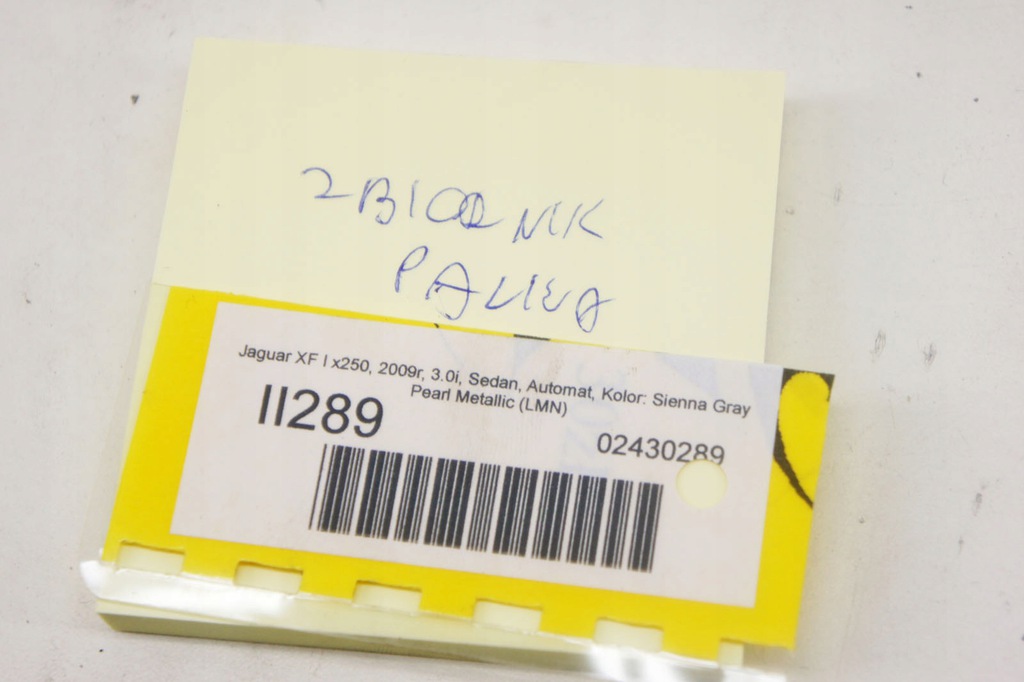 ZBIORNIK
PALIWA
Jaguar XF I x250, 2009r, 3.0i, Sedan, Automat, Kolor: Sienna Gray
Pearl Metallic (LMN)
II289
02430289